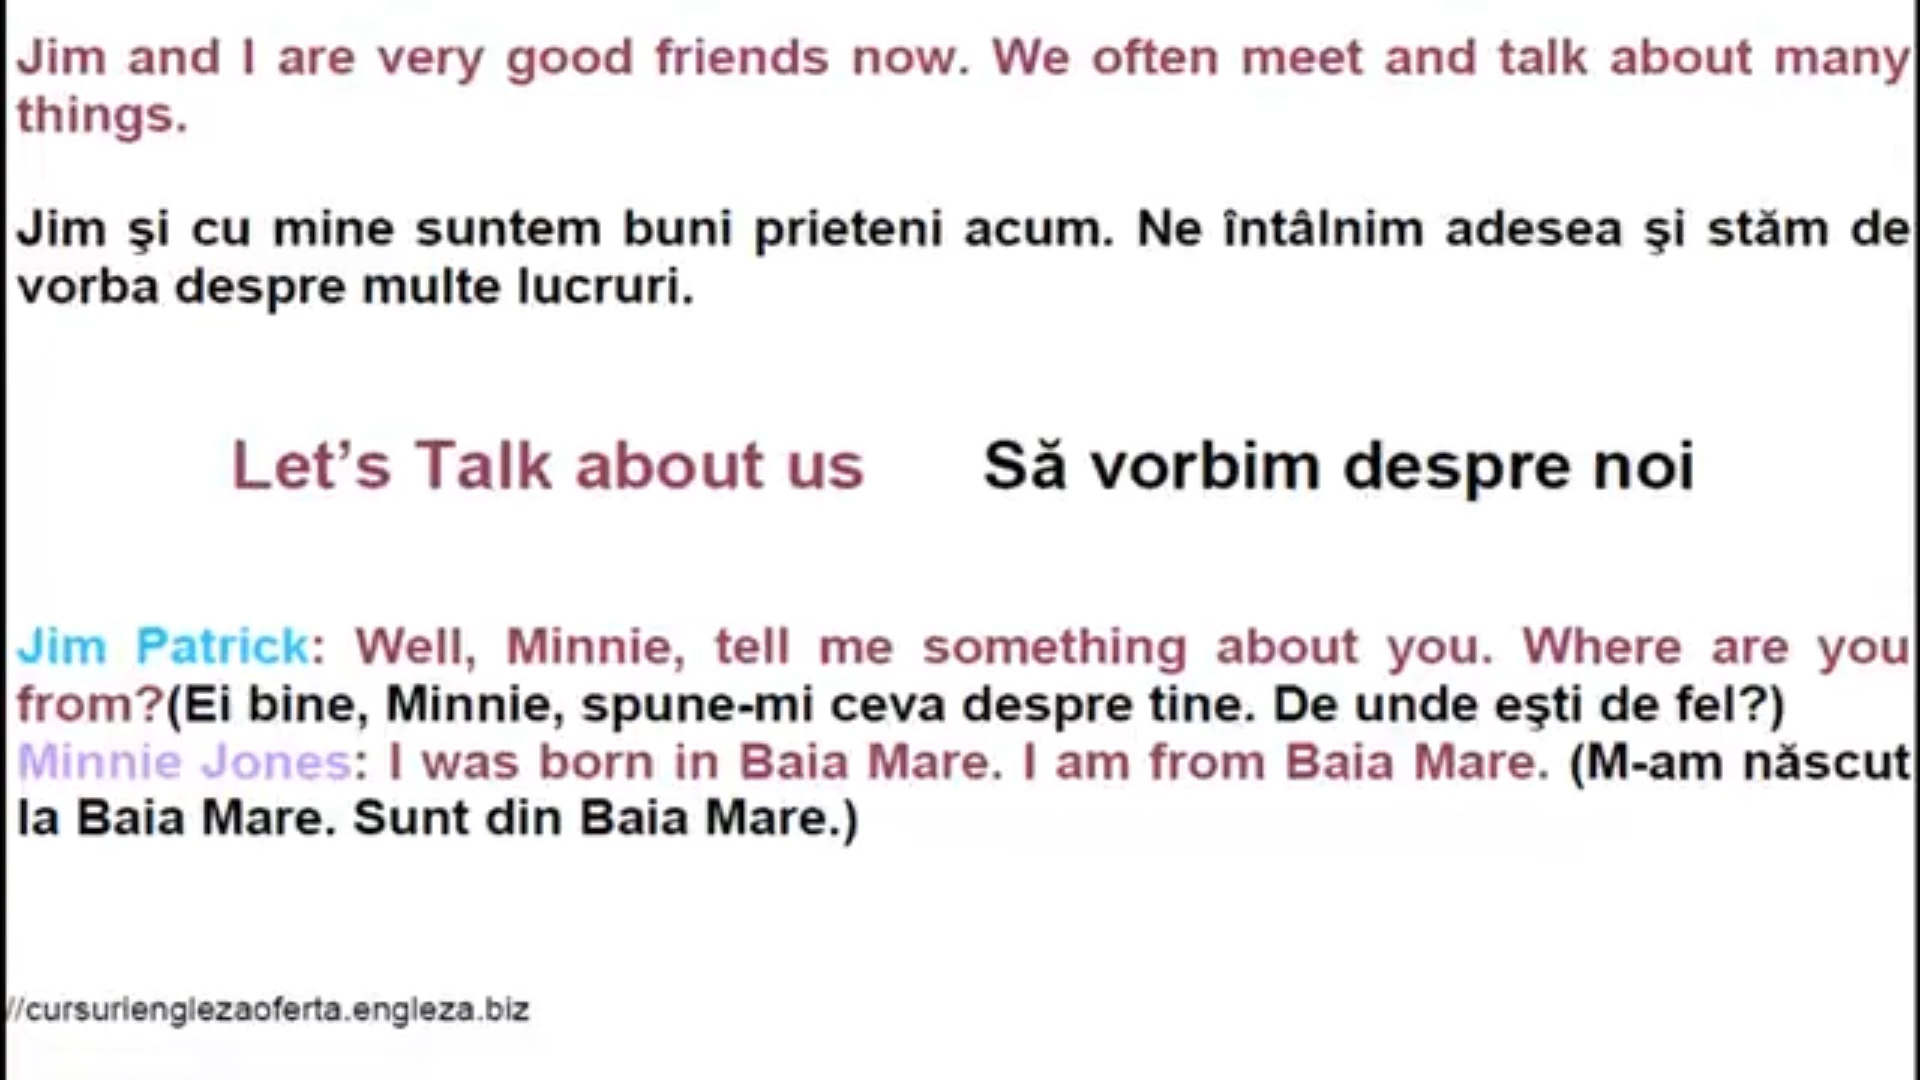 Jim and I are very good friends now. We often meet and talk about many
things.
Jim şi cu mine suntem buni prieteni acum. Ne întâlnim adesea şi stăm de
vorba despre multe lucruri.
Let's Talk about us Să vorbim despre noi
Jim Patrick: Well, Minnie, tell me something about you. Where are you
from?(Ei bine, Minnie, spune-mi ceva despre tine. De unde eşti de fel?)
Minnie Jones: I was born in Baia Mare. I am from Baia Mare. (M-am născut
la Baia Mare. Sunt din Baia Mare.)
//cursurienglezaoferta.engleza.biz